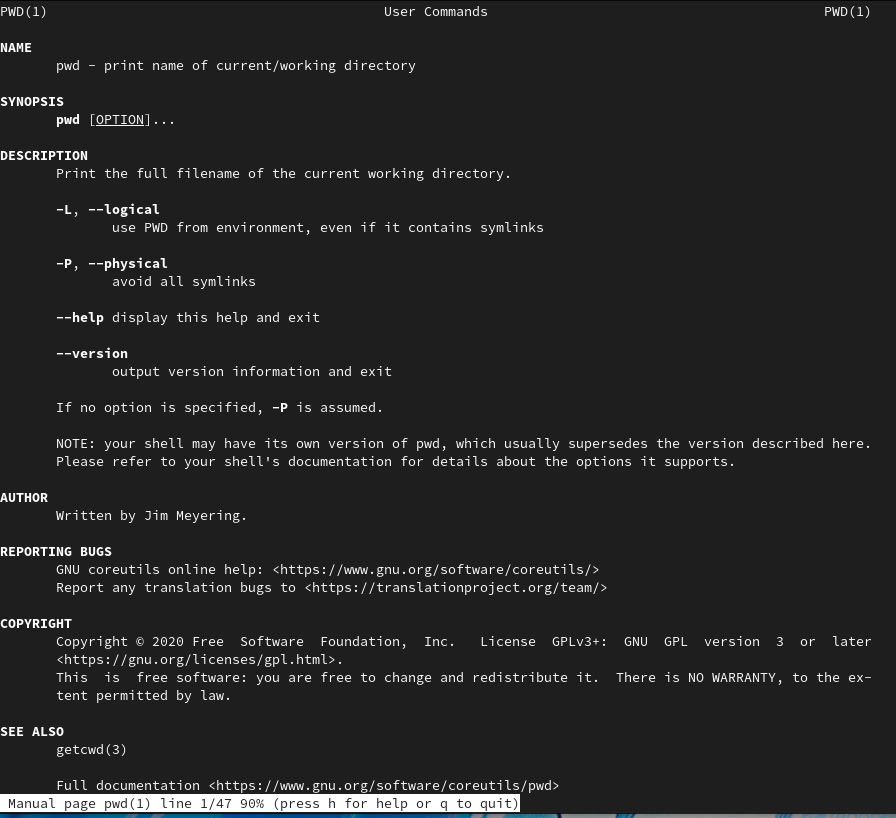 PWD(1) User Commands PWD(1)
NAME
pwd - print name of current/working directory
SYNOPSIS
pwd [OPTION]...
DESCRIPTION
Print the full filename of the current working directory.
-L, --logical
use PWD from environment, even if it contains symlinks
-P, --physical
avoid all symlinks
--help display this help and exit
--version
output version information and exit
If no option is specified, -P is assumed.
NOTE: your shell may have its own version of pwd, which usually supersedes the version described here.
Please refer to your shell's documentation for details about the options it supports.
AUTHOR
Written by Jim Meyering.
REPORTING BUGS
GNU coreutils online help: <https://www.gnu.org/software/coreutils/>
Report any translation bugs to <https://translationproject.org/team/>
COPYRIGHT
Copyright © 2020 Free Software Foundation, Inc. License GPLv3+: GNU GPL version 3 or later
<https://gnu.org/licenses/gpl.html>.
This is free software: you are free to change and redistribute it. There is NO WARRANTY, to the ex-
tent permitted by law.
SEE ALSO
getcwd(3)
Full documentation <https://www.gnu.org/software/coreutils/pwd>
Manual page pwd(1) line 1/47 90% (press h for help or q to quit)